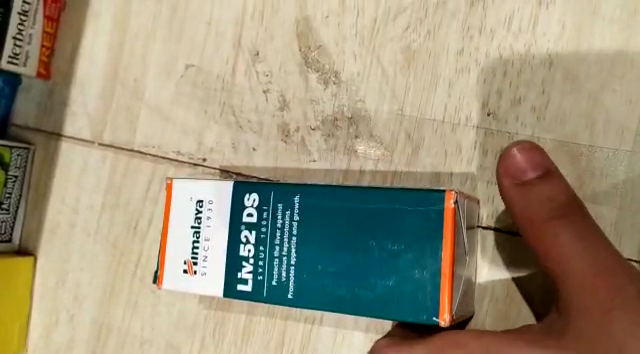 Himalaya
SINCE 1930
Liv.52® DS
SYRUP 100ml
Protects the liver against
various hepatotoxins.
Promotes appetite and growth.
FREE